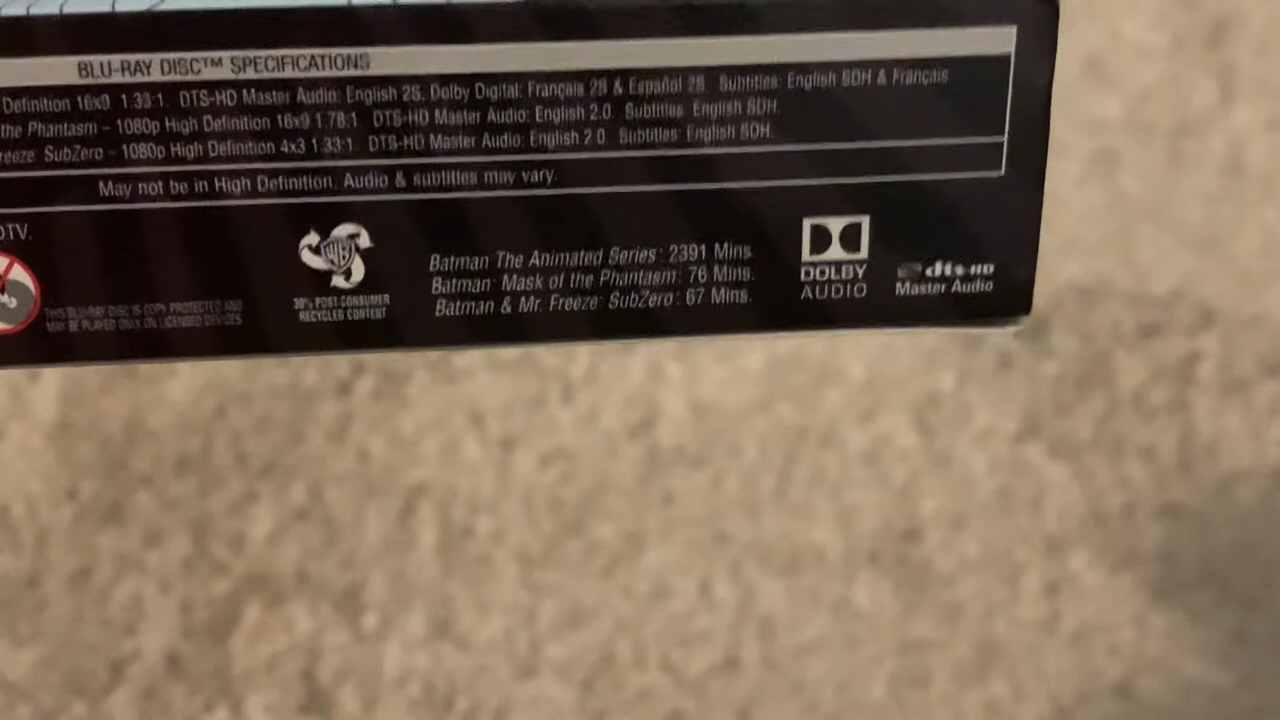 BLU-RAY DISC™ SPECIFICATIONS
Definition 16x9 1.33:1. DTS-HD Master Audio: English 2S, Dolby Digital: Français 2S & Español 2S. Subtitles: English SDH & Français
the Phantasm – 1080p High Definition 16x9 1.78:1 DTS-HD Master Audio: English 2.0. Subtitles: English SDH.
reeze: SubZero – 1080p High Definition 4x3 1.33:1. DTS-HD Master Audio: English 2.0. Subtitles: English SDH.
May not be in High Definition. Audio & subtitles may vary.
DTV.
THIS BLU-RAY DISC IS COPY PROTECTED AND
MAY BE PLAYED ONLY ON LICENSED DEVICES
WB
30% POST-CONSUMER
RECYCLED CONTENT
Batman The Animated Series: 2391 Mins
Batman: Mask of the Phantasm: 76 Mins.
Batman & Mr. Freeze: SubZero: 67 Mins.
DOLBY
AUDIO
dts-HD
Master Audio